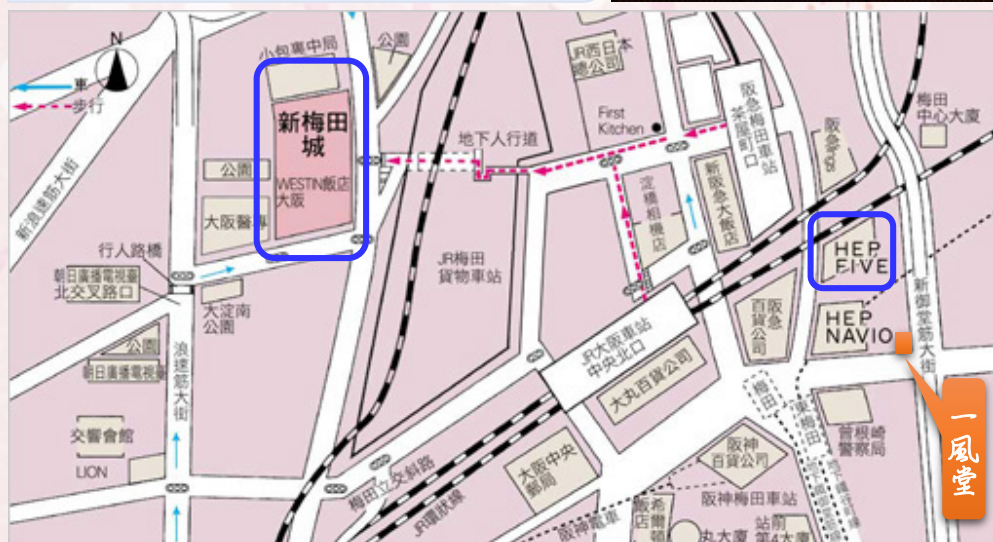 N
車
步行
小包裹中局
公園
新梅田
城
WESTIN飯店
大阪
公園
大阪醫專
新浪速筋大街
行人路橋
朝日廣播電視臺
北交叉路口
大淀南
公園
公園
朝日廣播電視臺
浪速筋大街
交響會館
LION
地下人行道
JR梅田
貨物車站
JR西日本
總公司
First
Kitchen
阪急梅田車站
茶屋町口
淀橋相機店
新阪急大飯店
阪急
梅田
中心大廈
HEP
FIVE
HEP
NAVIO
新御堂筋大街
阪急
百貨公司
JR大阪車站
中央北口
大丸百貨公司
梅田
東梅田
曾根崎
警察局
一風堂
阪神
百貨公司
大阪中央
郵局
梅田立交斜路
JR環狀線
阪神電車
阪神梅田車站
希爾頓
飯店
丸大廈
站前
第4大廈